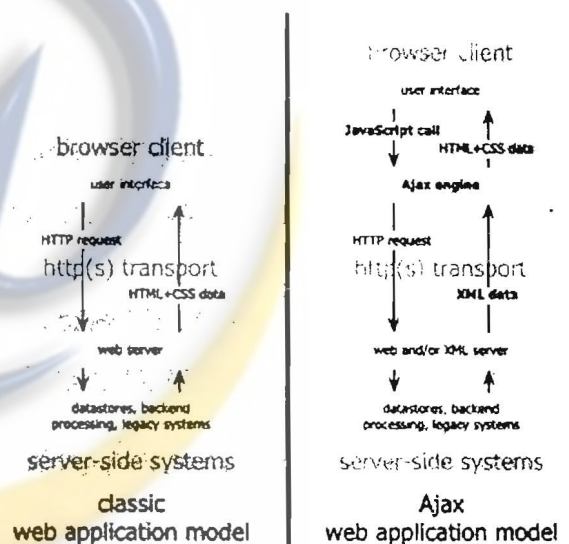 browser client
user interface
HTTP request
http(s) transport
HTML+CSS data
web server
datastores, backend
processing, legacy systems
server-side systems
classic
web application model
browser client
user interface
JavaScript call
HTML+CSS data
Ajax engine
HTTP request
http(s) transport
XML data
web and/or XML server
datastores, backend
processing, legacy systems
server-side systems
Ajax
web application model